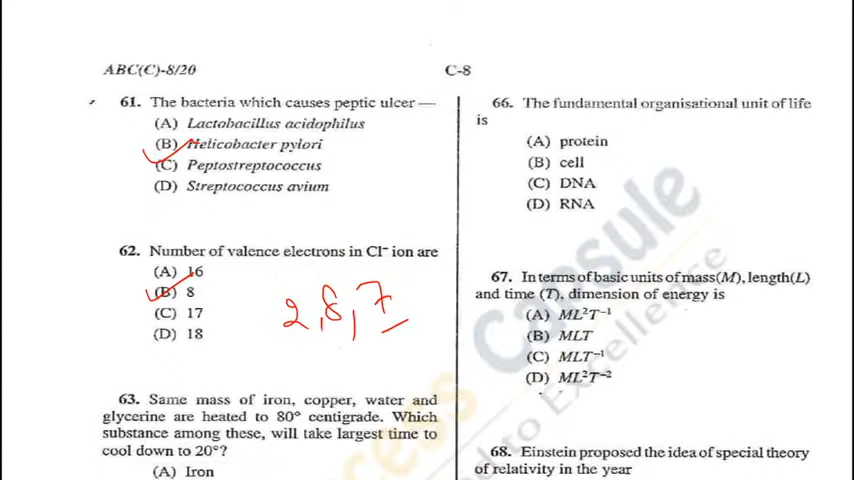 ABC(C)-8/20
C-8
61. The bacteria which causes peptic ulcer —
(A) Lactobacillus acidophilus
(B) Helicobacter pylori
(C) Peptostreptococcus
(D) Streptococcus avium
62. Number of valence electrons in Cl⁻ ion are
(A) 16
(B) 8
(C) 17
(D) 18
2,8,7
63. Same mass of iron, copper, water and
glycerine are heated to 80° centigrade. Which
substance among these, will take largest time to
cool down to 20°?
(A) Iron
66. The fundamental organisational unit of life
is
(A) protein
(B) cell
(C) DNA
(D) RNA
67. In terms of basic units of mass(M), length(L)
and time (T), dimension of energy is
(A) ML²T⁻¹
(B) MLT
(C) MLT⁻¹
(D) ML²T⁻²
68. Einstein proposed the idea of special theory
of relativity in the year
Capsule
to Excellence